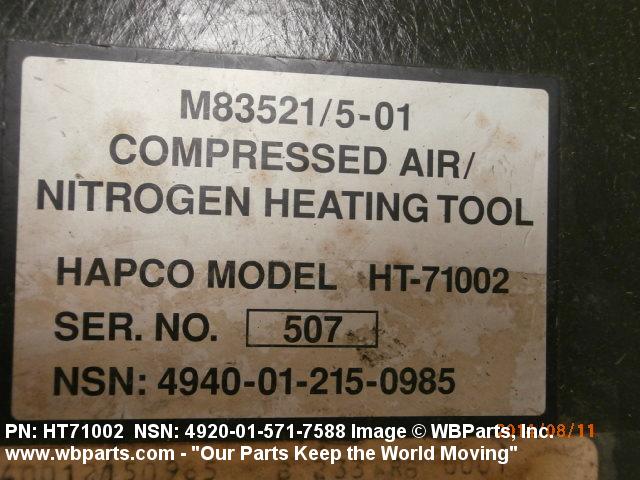 M83521/5-01
COMPRESSED AIR/
NITROGEN HEATING TOOL
HAPCO MODEL HT-71002
SER. NO. 507
NSN: 4940-01-215-0985
PN: HT71002 NSN: 4920-01-571-7588 Image © WBParts, Inc.
www.wbparts.com - "Our Parts Keep the World Moving"